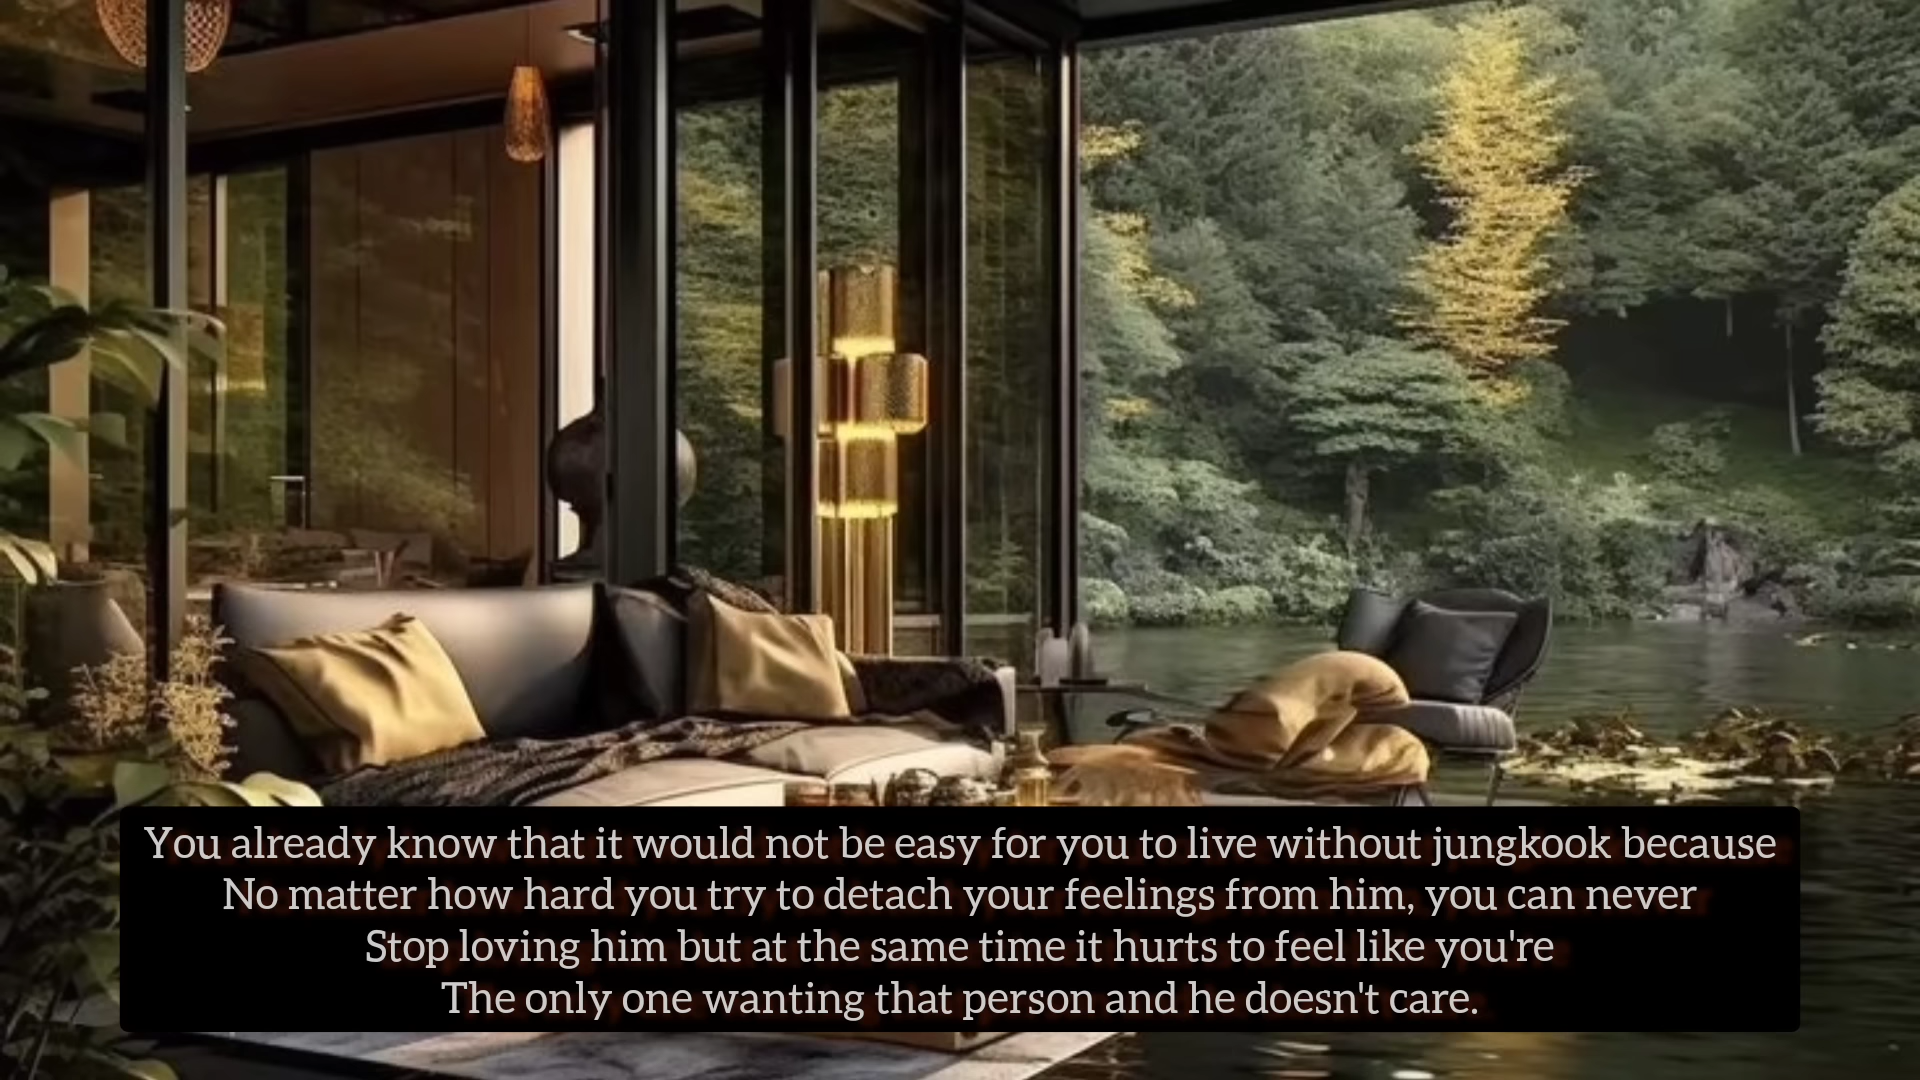 You already know that it would not be easy for you to live without jungkook because
No matter how hard you try to detach your feelings from him, you can never
Stop loving him but at the same time it hurts to feel like you're
The only one wanting that person and he doesn't care.